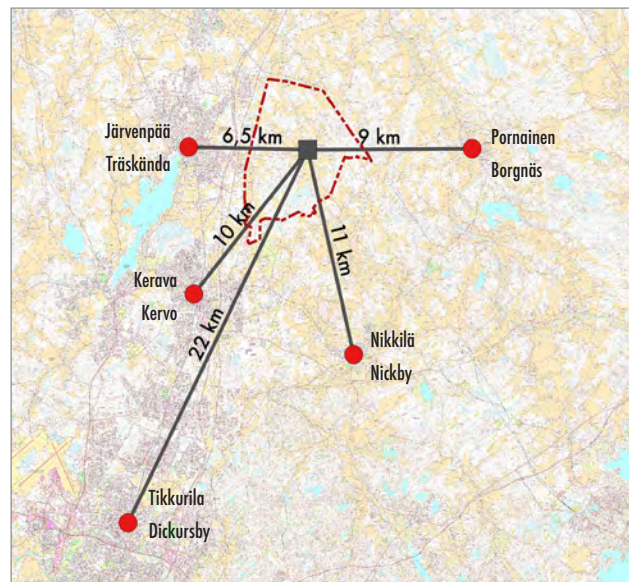 Järvenpää
Träskända
6,5 km
9 km
Pornainen
Borgnäs
10 km
11 km
Kerava
Kervo
22 km
Nikkilä
Nickby
Tikkurila
Dickursby